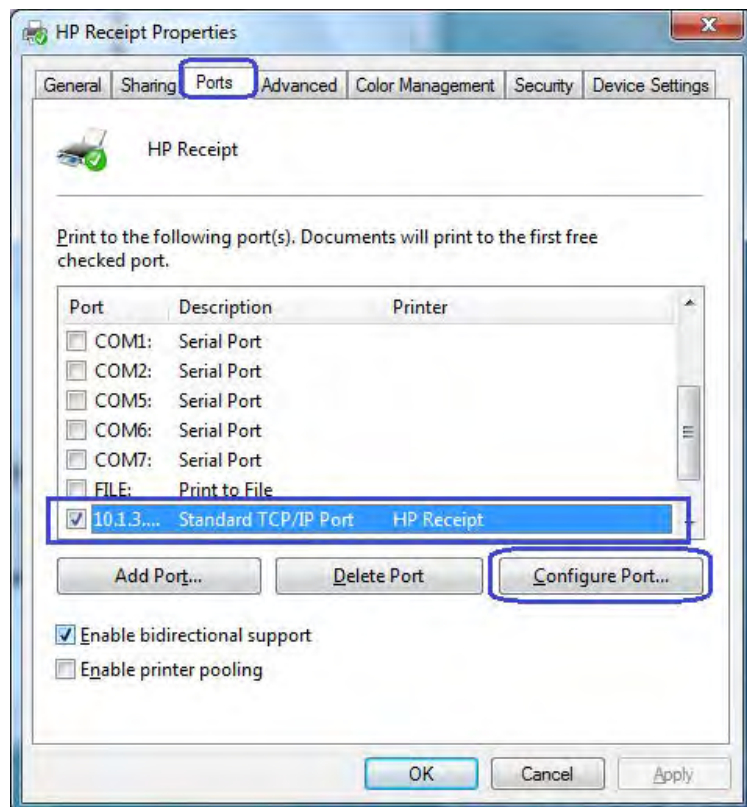 HP Receipt Properties
General Sharing Ports Advanced Color Management Security Device Settings
HP Receipt
Print to the following port(s). Documents will print to the first free
checked port.
Port Description Printer
COM1: Serial Port
COM2: Serial Port
COM5: Serial Port
COM6: Serial Port
COM7: Serial Port
FILE: Print to File
10.1.3.... Standard TCP/IP Port HP Receipt
Add Port... Delete Port Configure Port...
Enable bidirectional support
Enable printer pooling
OK Cancel Apply